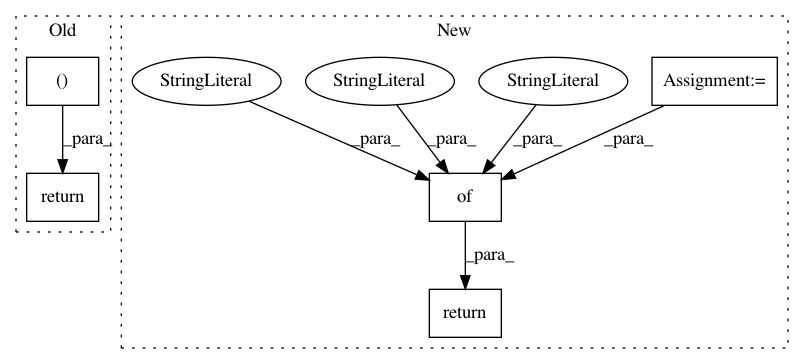 Old
New
()
StringLiteral
StringLiteral
StringLiteral
Assignment:=
_para_
_para_
_para_
_para_
_para_
return
of
_para_
return